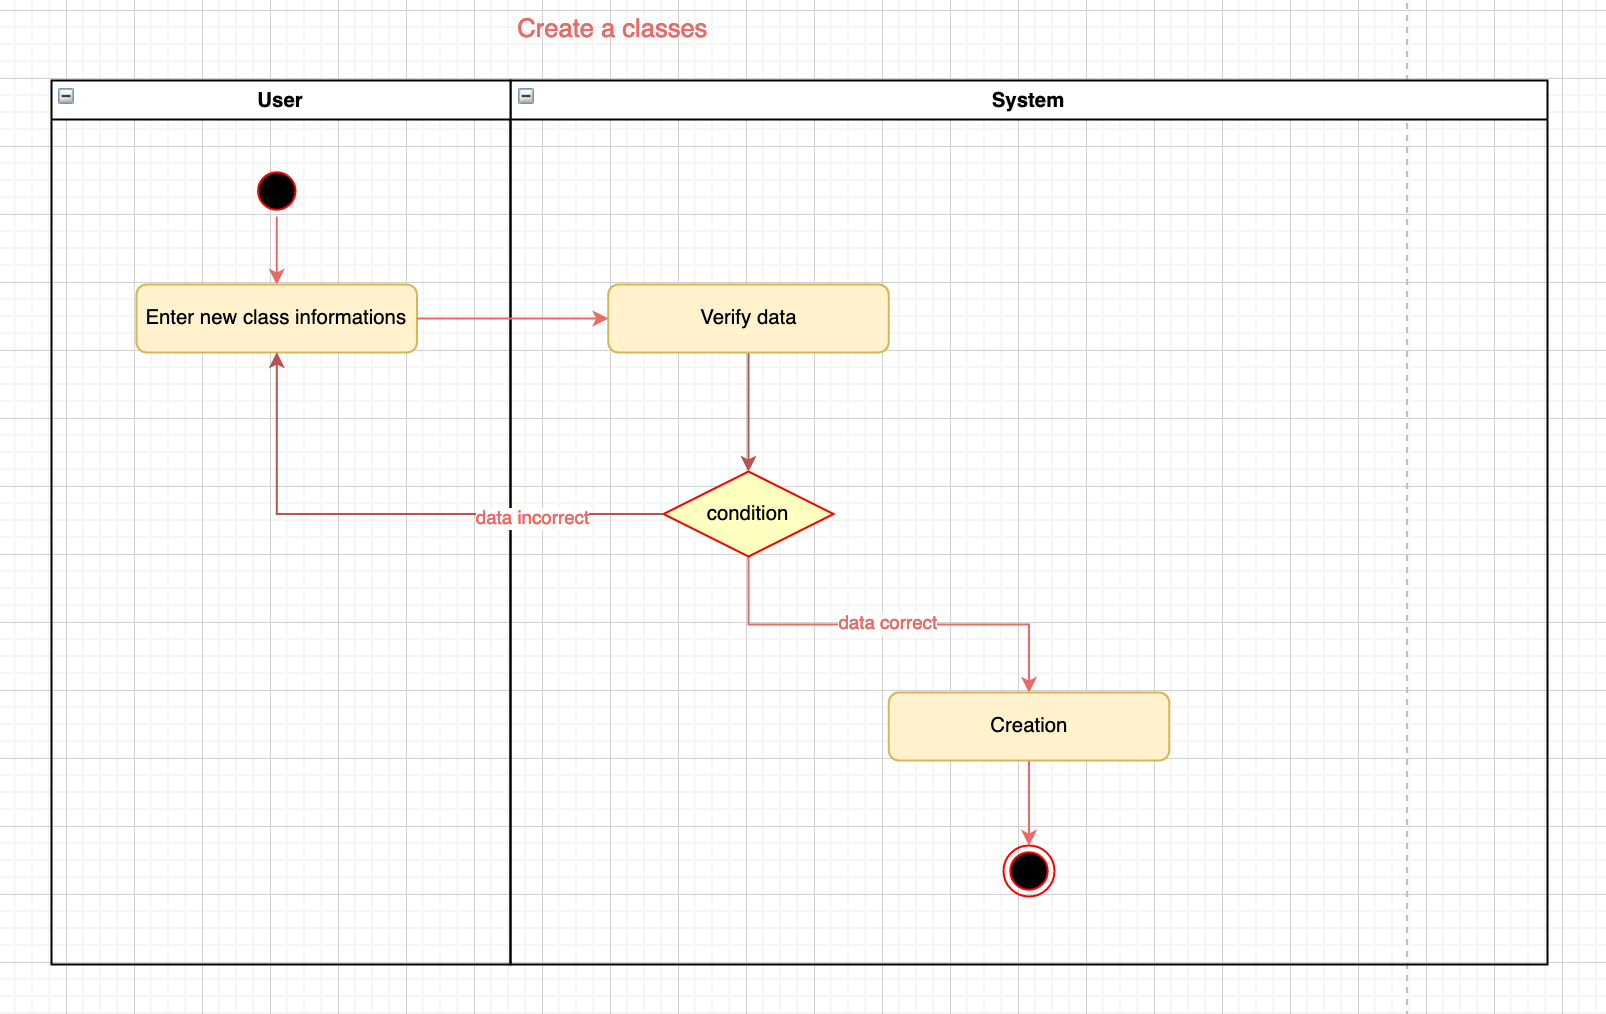 Create a classes
User
System
Enter new class informations
Verify data
condition
data incorrect
data correct
Creation